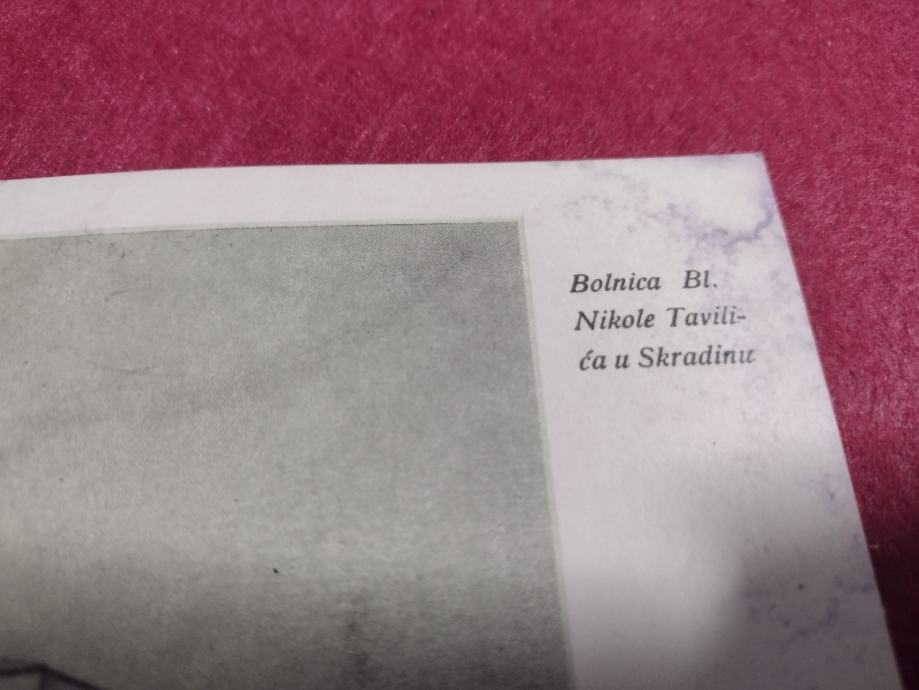 Bolnica Bl.
Nikole Tavili-
ća u Skradinu